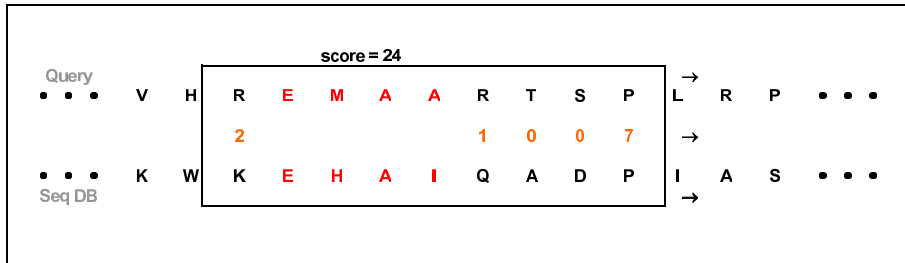 score = 24
Query
• • • V H R E M A A R T S P L R P • • •
→
2 1 0 0 7 →
• • • K W K E H A I Q A D P I A S • • •
Seq DB →